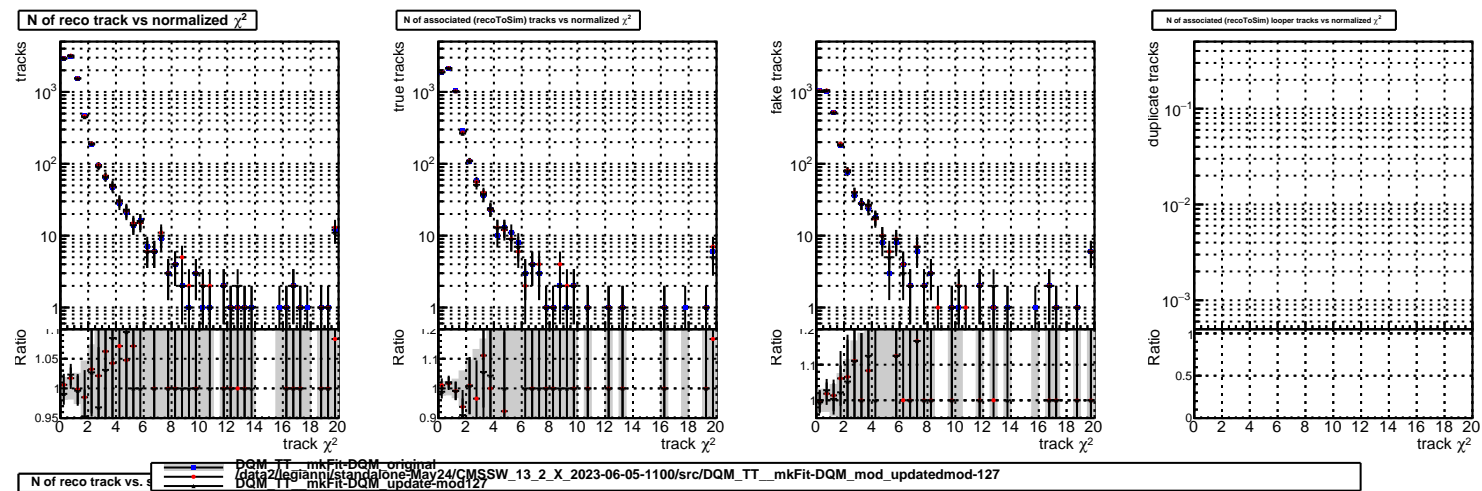 N of reco track vs normalized χ²
tracks
10³
10²
10
1
Ratio
1.1
1.05
1
0.95
0 2 4 6 8 10 12 14 16 18 20
track χ²
N of associated (recoToSim) tracks vs normalized χ²
true tracks
10³
10²
10
1
Ratio
1.2
1.1
1
0.9
0 2 4 6 8 10 12 14 16 18 20
track χ²
fake tracks
10³
10²
10
1
Ratio
1.2
1.1
1
0 2 4 6 8 10 12 14 16 18 20
track χ²
N of associated (recoToSim) looper tracks vs normalized χ²
duplicate tracks
10⁻¹
10⁻²
10⁻³
Ratio
1
0.5
0
0 2 4 6 8 10 12 14 16 18 20
track χ²
N of reco track vs.
DQM_TT__mkFit-DQM_original
/data2/legianni/standalone-May24/CMSSW_13_2_X_2023-06-05-1100/src/DQM_TT__mkFit-DQM_mod_updatedmod-127
DQM_TT__mkFit-DQM_update-mod127